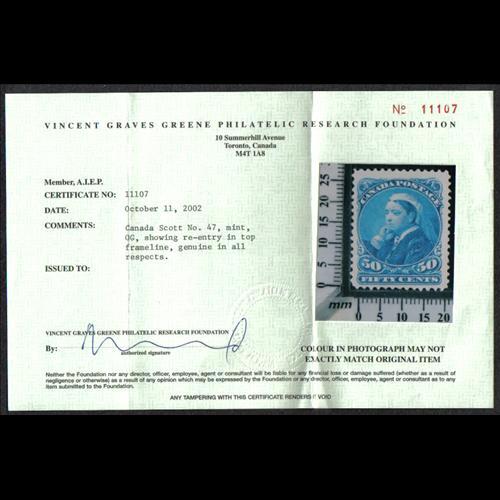 Nº 11107
VINCENT GRAVES GREENE PHILATELIC RESEARCH FOUNDATION
10 Summerhill Avenue
Toronto, Canada
M4T 1A8
Member, A.I.E.P.
CERTIFICATE NO: 11107
DATE: October 11, 2002
COMMENTS: Canada Scott No. 47, mint,
OG, showing re-entry in top
frameline, genuine in all
respects.
ISSUED TO:
VINCENT GRAVES GREENE PHILATELIC RESEARCH FOUNDATION
By:
authorized signature
0 5 10 15 20 25
CANADA POSTAGE
50 50
FIFTY CENTS
mm 0 5 10 15 20
COLOUR IN PHOTOGRAPH MAY NOT
EXACTLY MATCH ORIGINAL ITEM
Neither the Foundation nor any director, officer, employee, agent or consultant will be liable for any financial loss or damage suffered (whether as a result of
negligence or otherwise) as a result of any opinion which may be expressed by the Foundation or any director, officer, employee, agent or consultant as to any
item submitted to the Foundation.
ANY TAMPERING WITH THIS CERTIFICATE RENDERS IT VOID